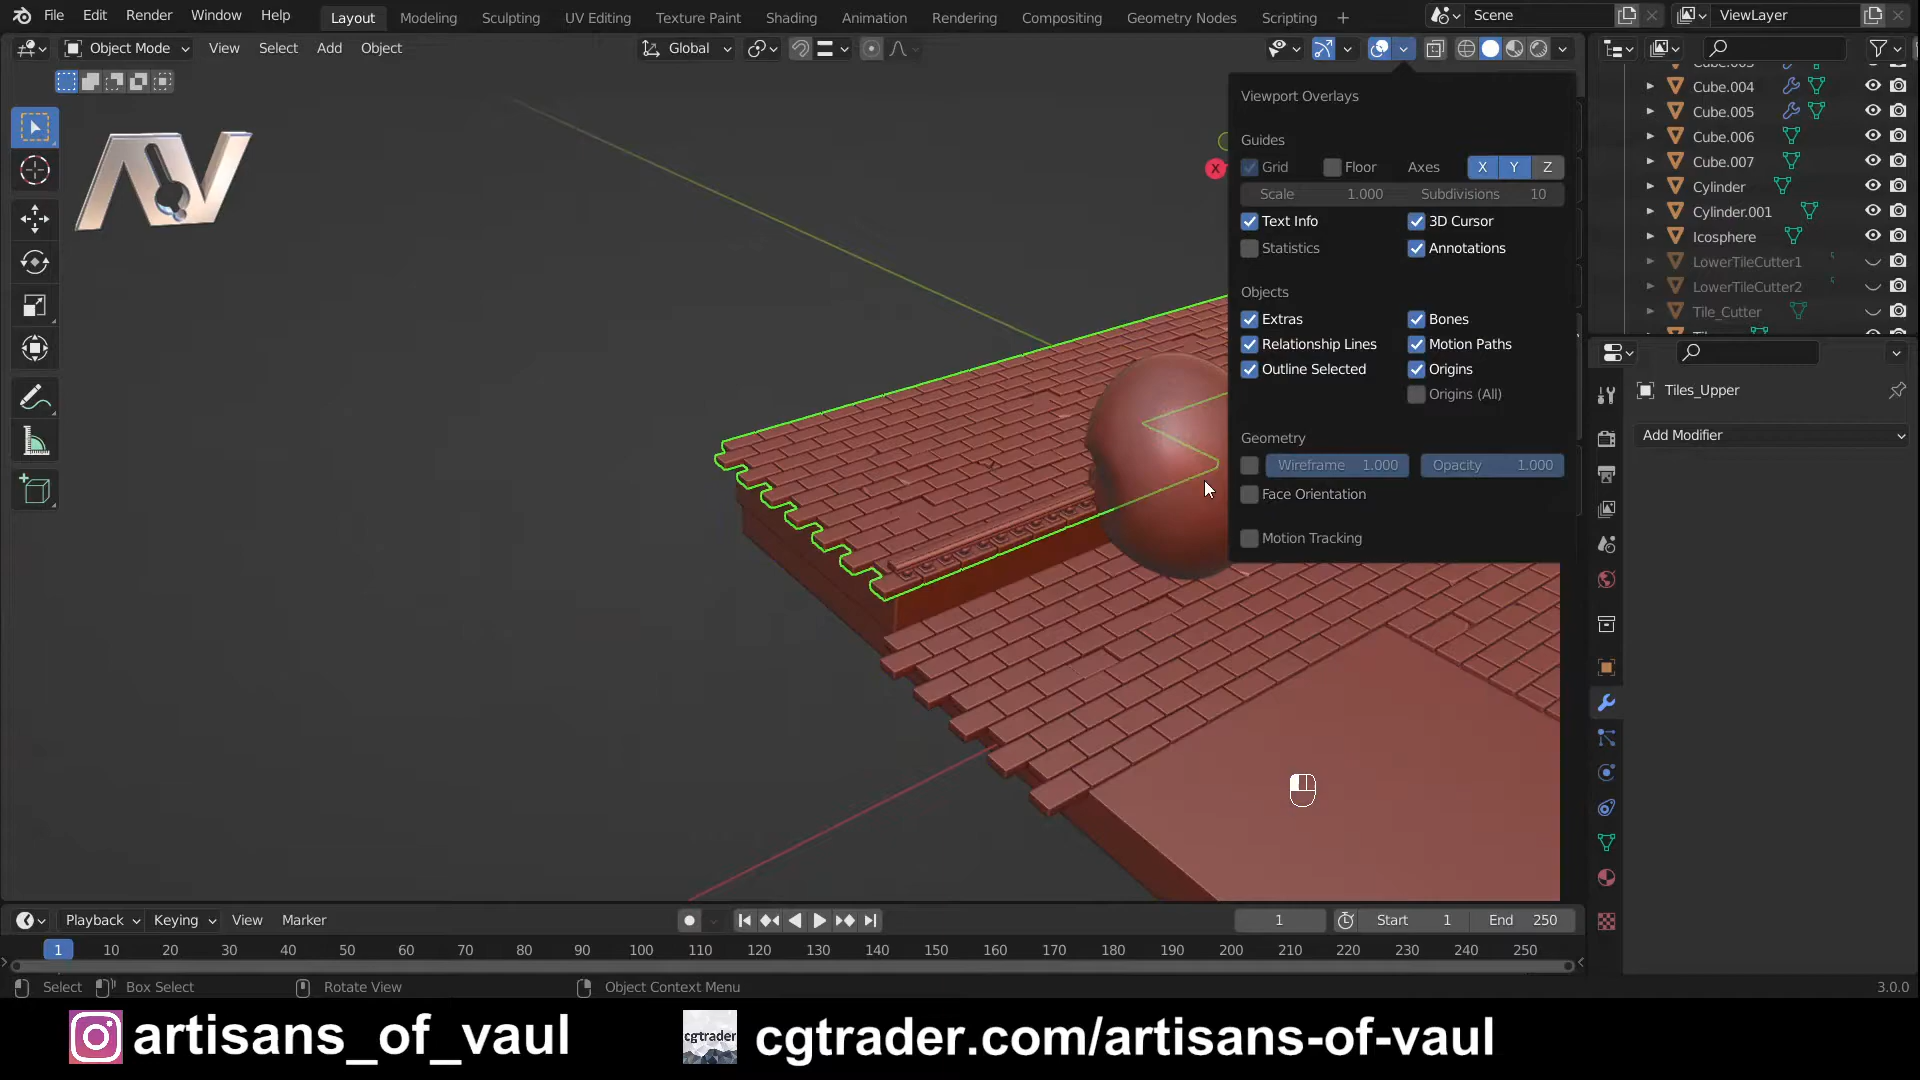 File Edit Render Window Help Layout Modeling Sculpting UV Editing Texture Paint Shading Animation Rendering Compositing Geometry Nodes Scripting + Scene ViewLayer
Object Mode View Select Add Object Global
Cube.004
Cube.005
Cube.006
Cube.007
Cylinder
Cylinder.001
Icosphere
LowerTileCutter1
LowerTileCutter2
Tile_Cutter
AV
X
Viewport Overlays
Guides
Grid Floor Axes X Y Z
Scale 1.000 Subdivisions 10
Text Info 3D Cursor
Statistics Annotations
Objects
Extras Bones
Relationship Lines Motion Paths
Outline Selected Origins
Origins (All)
Geometry
Wireframe 1.000 Opacity 1.000
Face Orientation
Motion Tracking
Tiles_Upper
Add Modifier
Playback Keying View Marker 1 Start 1 End 250
1 10 20 30 40 50 60 70 80 90 100 110 120 130 140 150 160 170 180 190 200 210 220 230 240 250
Select Box Select Rotate View Object Context Menu 3.0.0
artisans_of_vaul cgtrader cgtrader.com/artisans-of-vaul